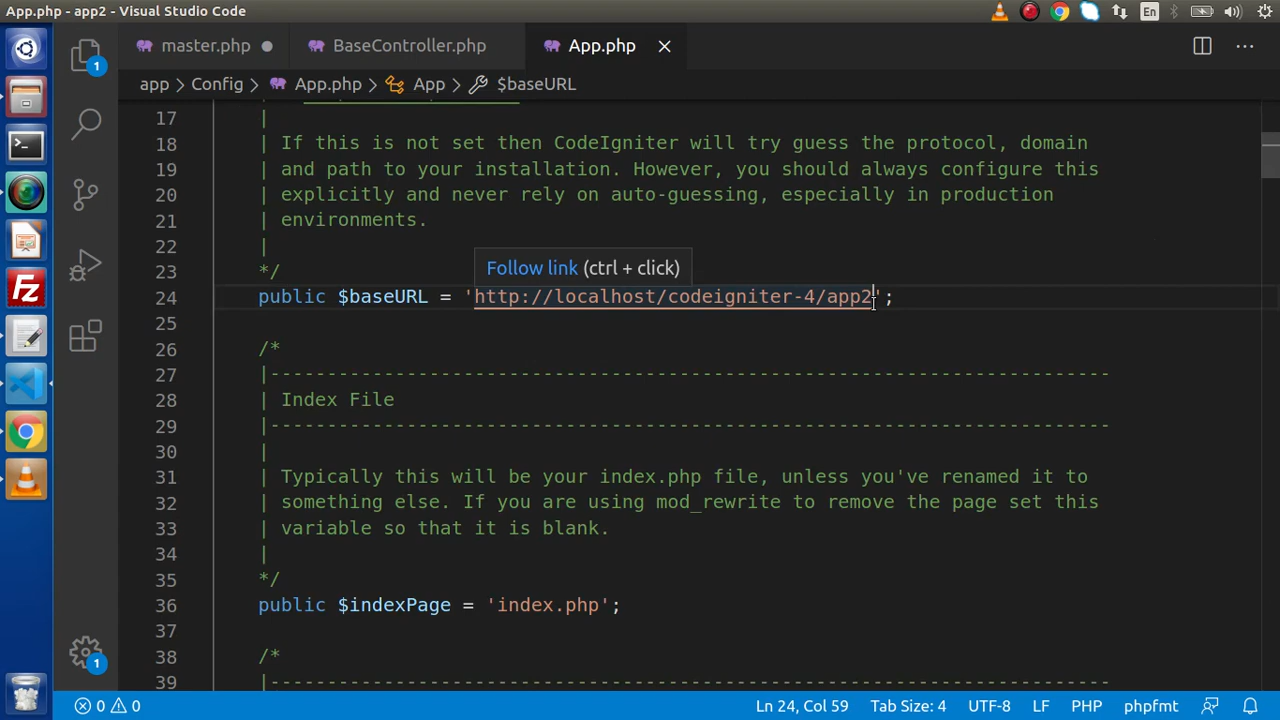 App.php - app2 - Visual Studio Code
En
master.php
BaseController.php
App.php
1
app > Config > App.php > App > $baseURL
17 |
18 | If this is not set then CodeIgniter will try guess the protocol, domain
19 | and path to your installation. However, you should always configure this
20 | explicitly and never rely on auto-guessing, especially in production
21 | environments.
22 |
Follow link (ctrl + click)
23 */
24 public $baseURL = 'http://localhost/codeigniter-4/app2';
25
26 /*
27 |--------------------------------------------------------------------------
28 | Index File
29 |--------------------------------------------------------------------------
30 |
31 | Typically this will be your index.php file, unless you've renamed it to
32 | something else. If you are using mod_rewrite to remove the page set this
33 | variable so that it is blank.
34 |
35 */
36 public $indexPage = 'index.php';
37
38 /*
39 |--------------------------------------------------------------------------
1
0 0 Ln 24, Col 59 Tab Size: 4 UTF-8 LF PHP phpfmt